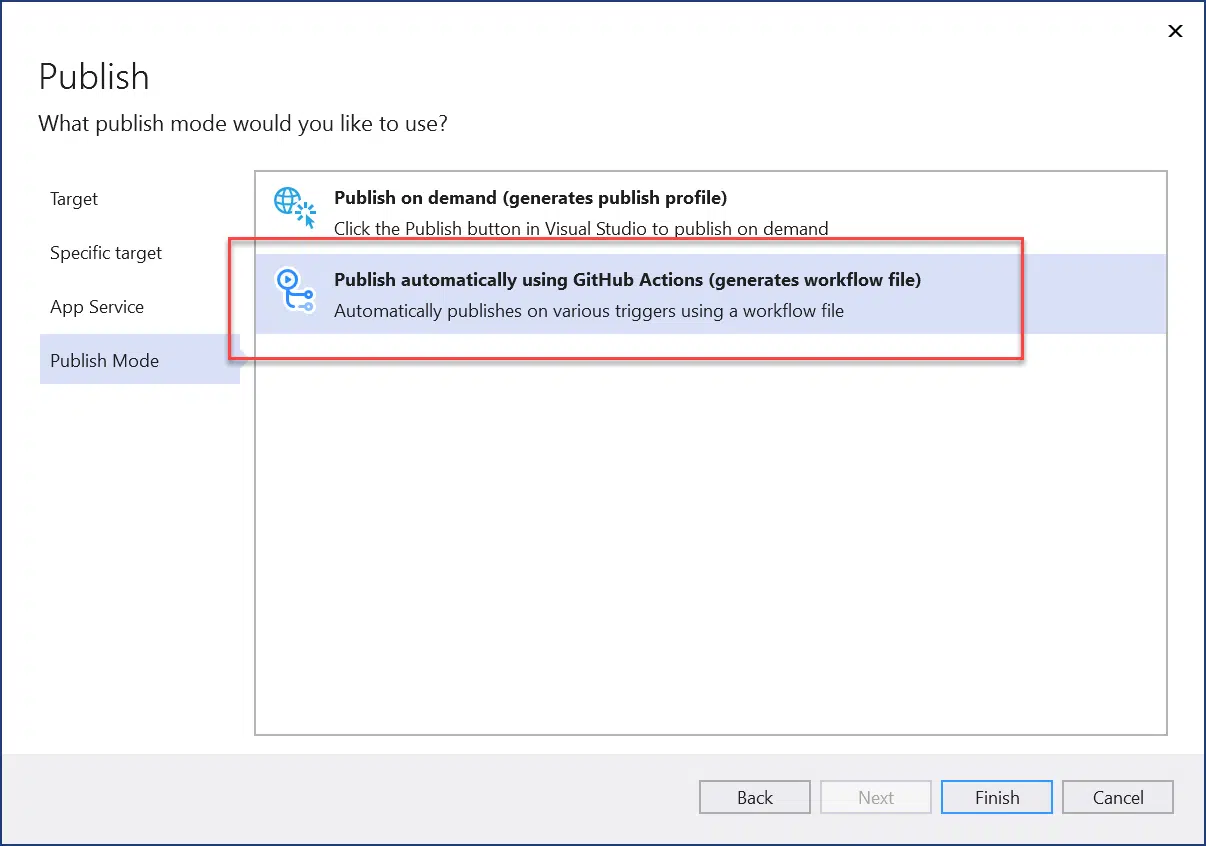 Publish
What publish mode would you like to use?
Target
Specific target
App Service
Publish Mode
Publish on demand (generates publish profile)
Click the Publish button in Visual Studio to publish on demand
Publish automatically using GitHub Actions (generates workflow file)
Automatically publishes on various triggers using a workflow file
Back
Next
Finish
Cancel